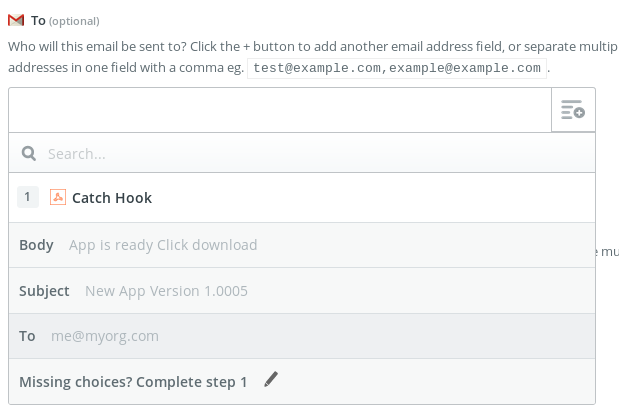 To (optional)
Who will this email be sent to? Click the + button to add another email address field, or separate multip
addresses in one field with a comma eg. test@example.com,example@example.com.
Search...
1 Catch Hook
Body App is ready Click download
e mu
Subject New App Version 1.0005
To me@myorg.com
Missing choices? Complete step 1